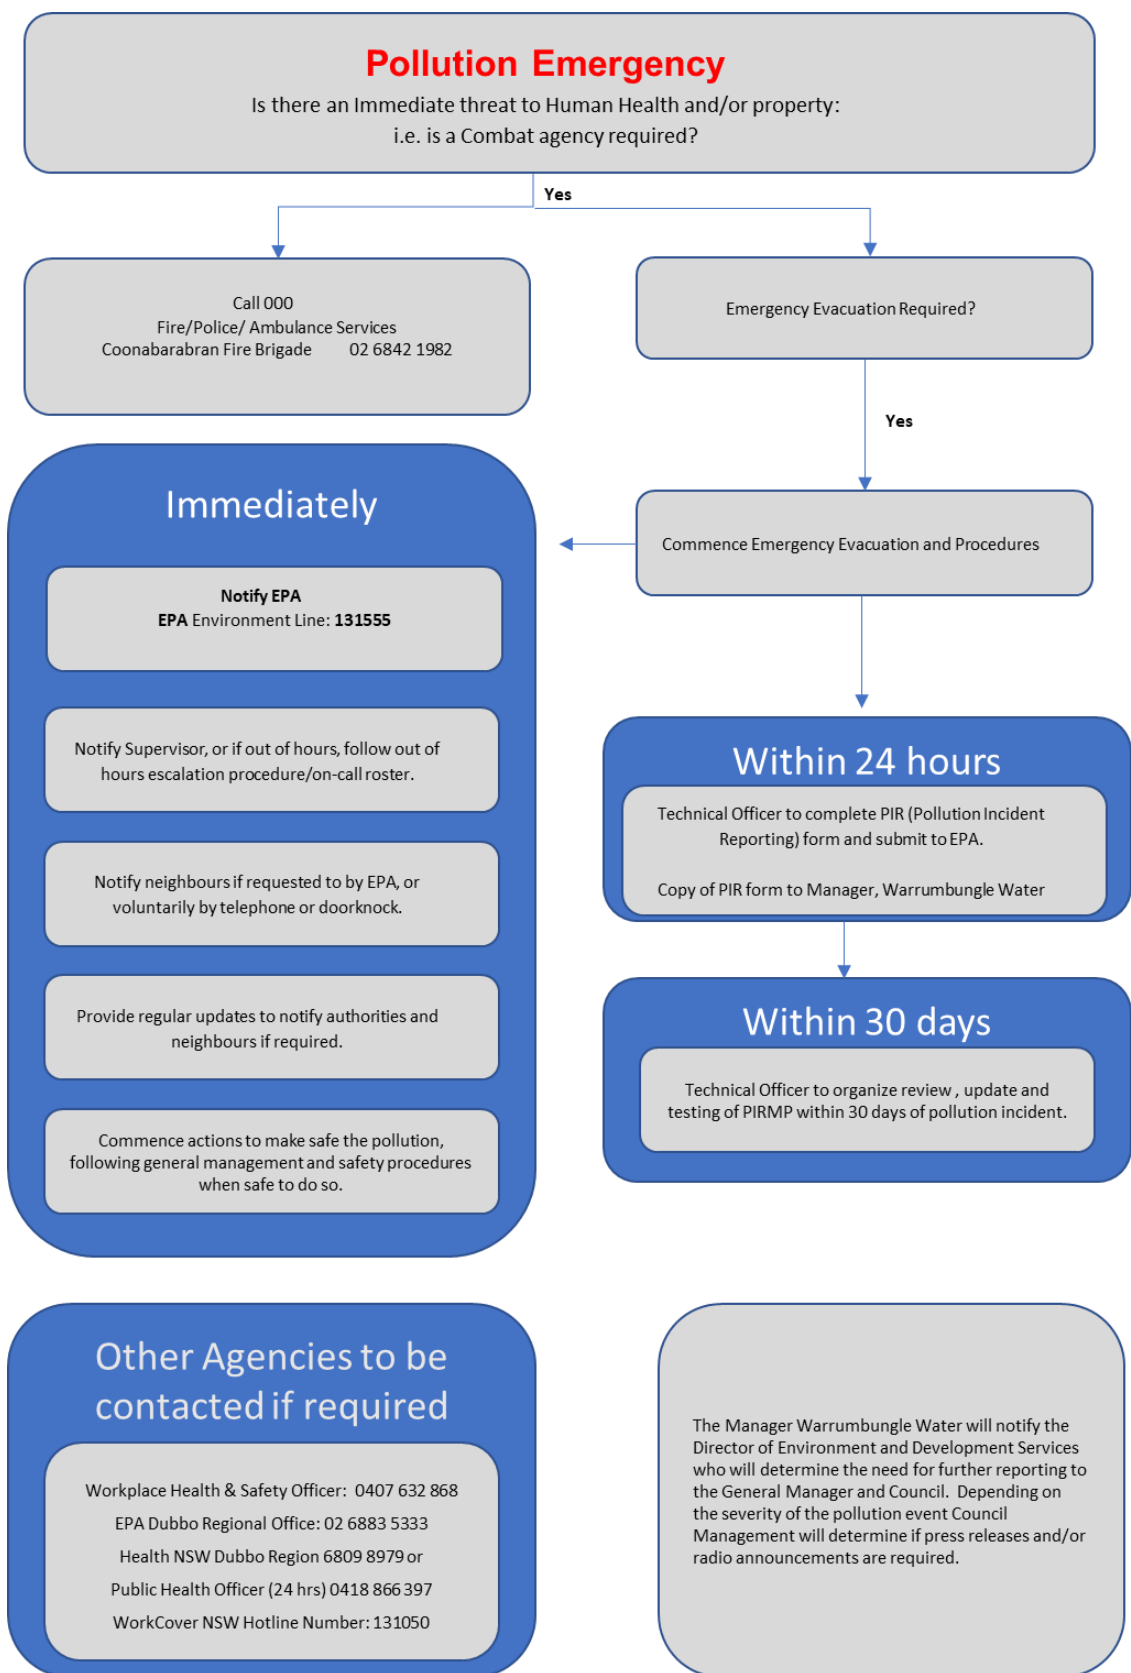 Pollution Emergency
Is there an Immediate threat to Human Health and/or property:
i.e. is a Combat agency required?
Yes
Call 000
Fire/Police/ Ambulance Services
Coonabarabran Fire Brigade 02 6842 1982
Emergency Evacuation Required?
Yes
Commence Emergency Evacuation and Procedures
Immediately
Notify EPA
EPA Environment Line: 131555
Notify Supervisor, or if out of hours, follow out of
hours escalation procedure/on-call roster.
Notify neighbours if requested to by EPA, or
voluntarily by telephone or doorknock.
Provide regular updates to notify authorities and
neighbours if required.
Commence actions to make safe the pollution,
following general management and safety procedures
when safe to do so.
Within 24 hours
Technical Officer to complete PIR (Pollution Incident
Reporting) form and submit to EPA.
Copy of PIR form to Manager, Warrumbungle Water
Within 30 days
Technical Officer to organize review , update and
testing of PIRMP within 30 days of pollution incident.
Other Agencies to be
contacted if required
Workplace Health & Safety Officer: 0407 632 868
EPA Dubbo Regional Office: 02 6883 5333
Health NSW Dubbo Region 6809 8979 or
Public Health Officer (24 hrs) 0418 866 397
WorkCover NSW Hotline Number: 131050
The Manager Warrumbungle Water will notify the
Director of Environment and Development Services
who will determine the need for further reporting to
the General Manager and Council. Depending on
the severity of the pollution event Council
Management will determine if press releases and/or
radio announcements are required.